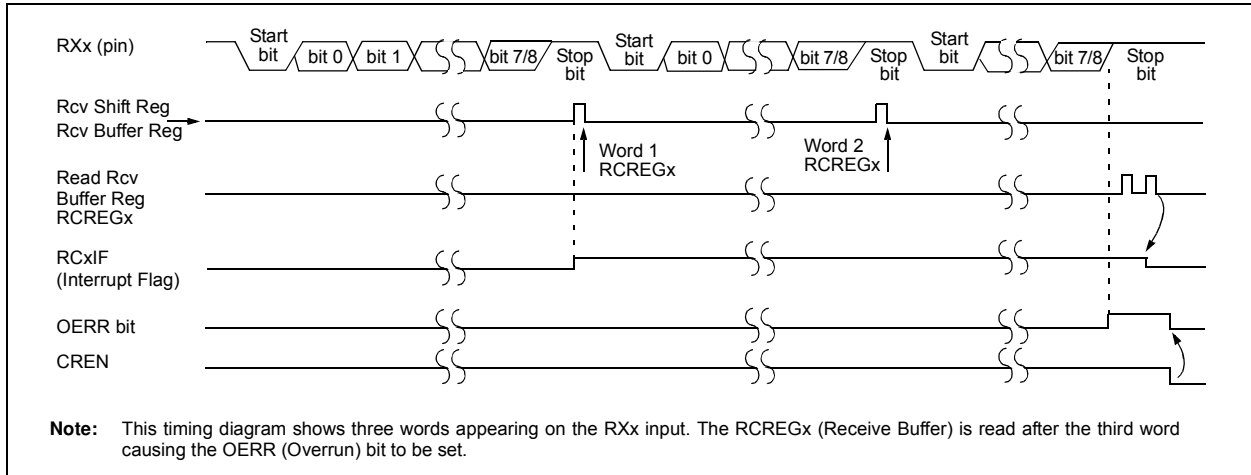 RXx (pin)
Start
bit
bit 0
bit 1
bit 7/8
Stop
bit
Start
bit
bit 0
bit 7/8
Stop
bit
Start
bit
bit 7/8
Stop
bit
Rcv Shift Reg
Rcv Buffer Reg
Word 1
RCREGx
Word 2
RCREGx
Read Rcv
Buffer Reg
RCREGx
RCxIF
(Interrupt Flag)
OERR bit
CREN
Note: This timing diagram shows three words appearing on the RXx input. The RCREGx (Receive Buffer) is read after the third word
causing the OERR (Overrun) bit to be set.